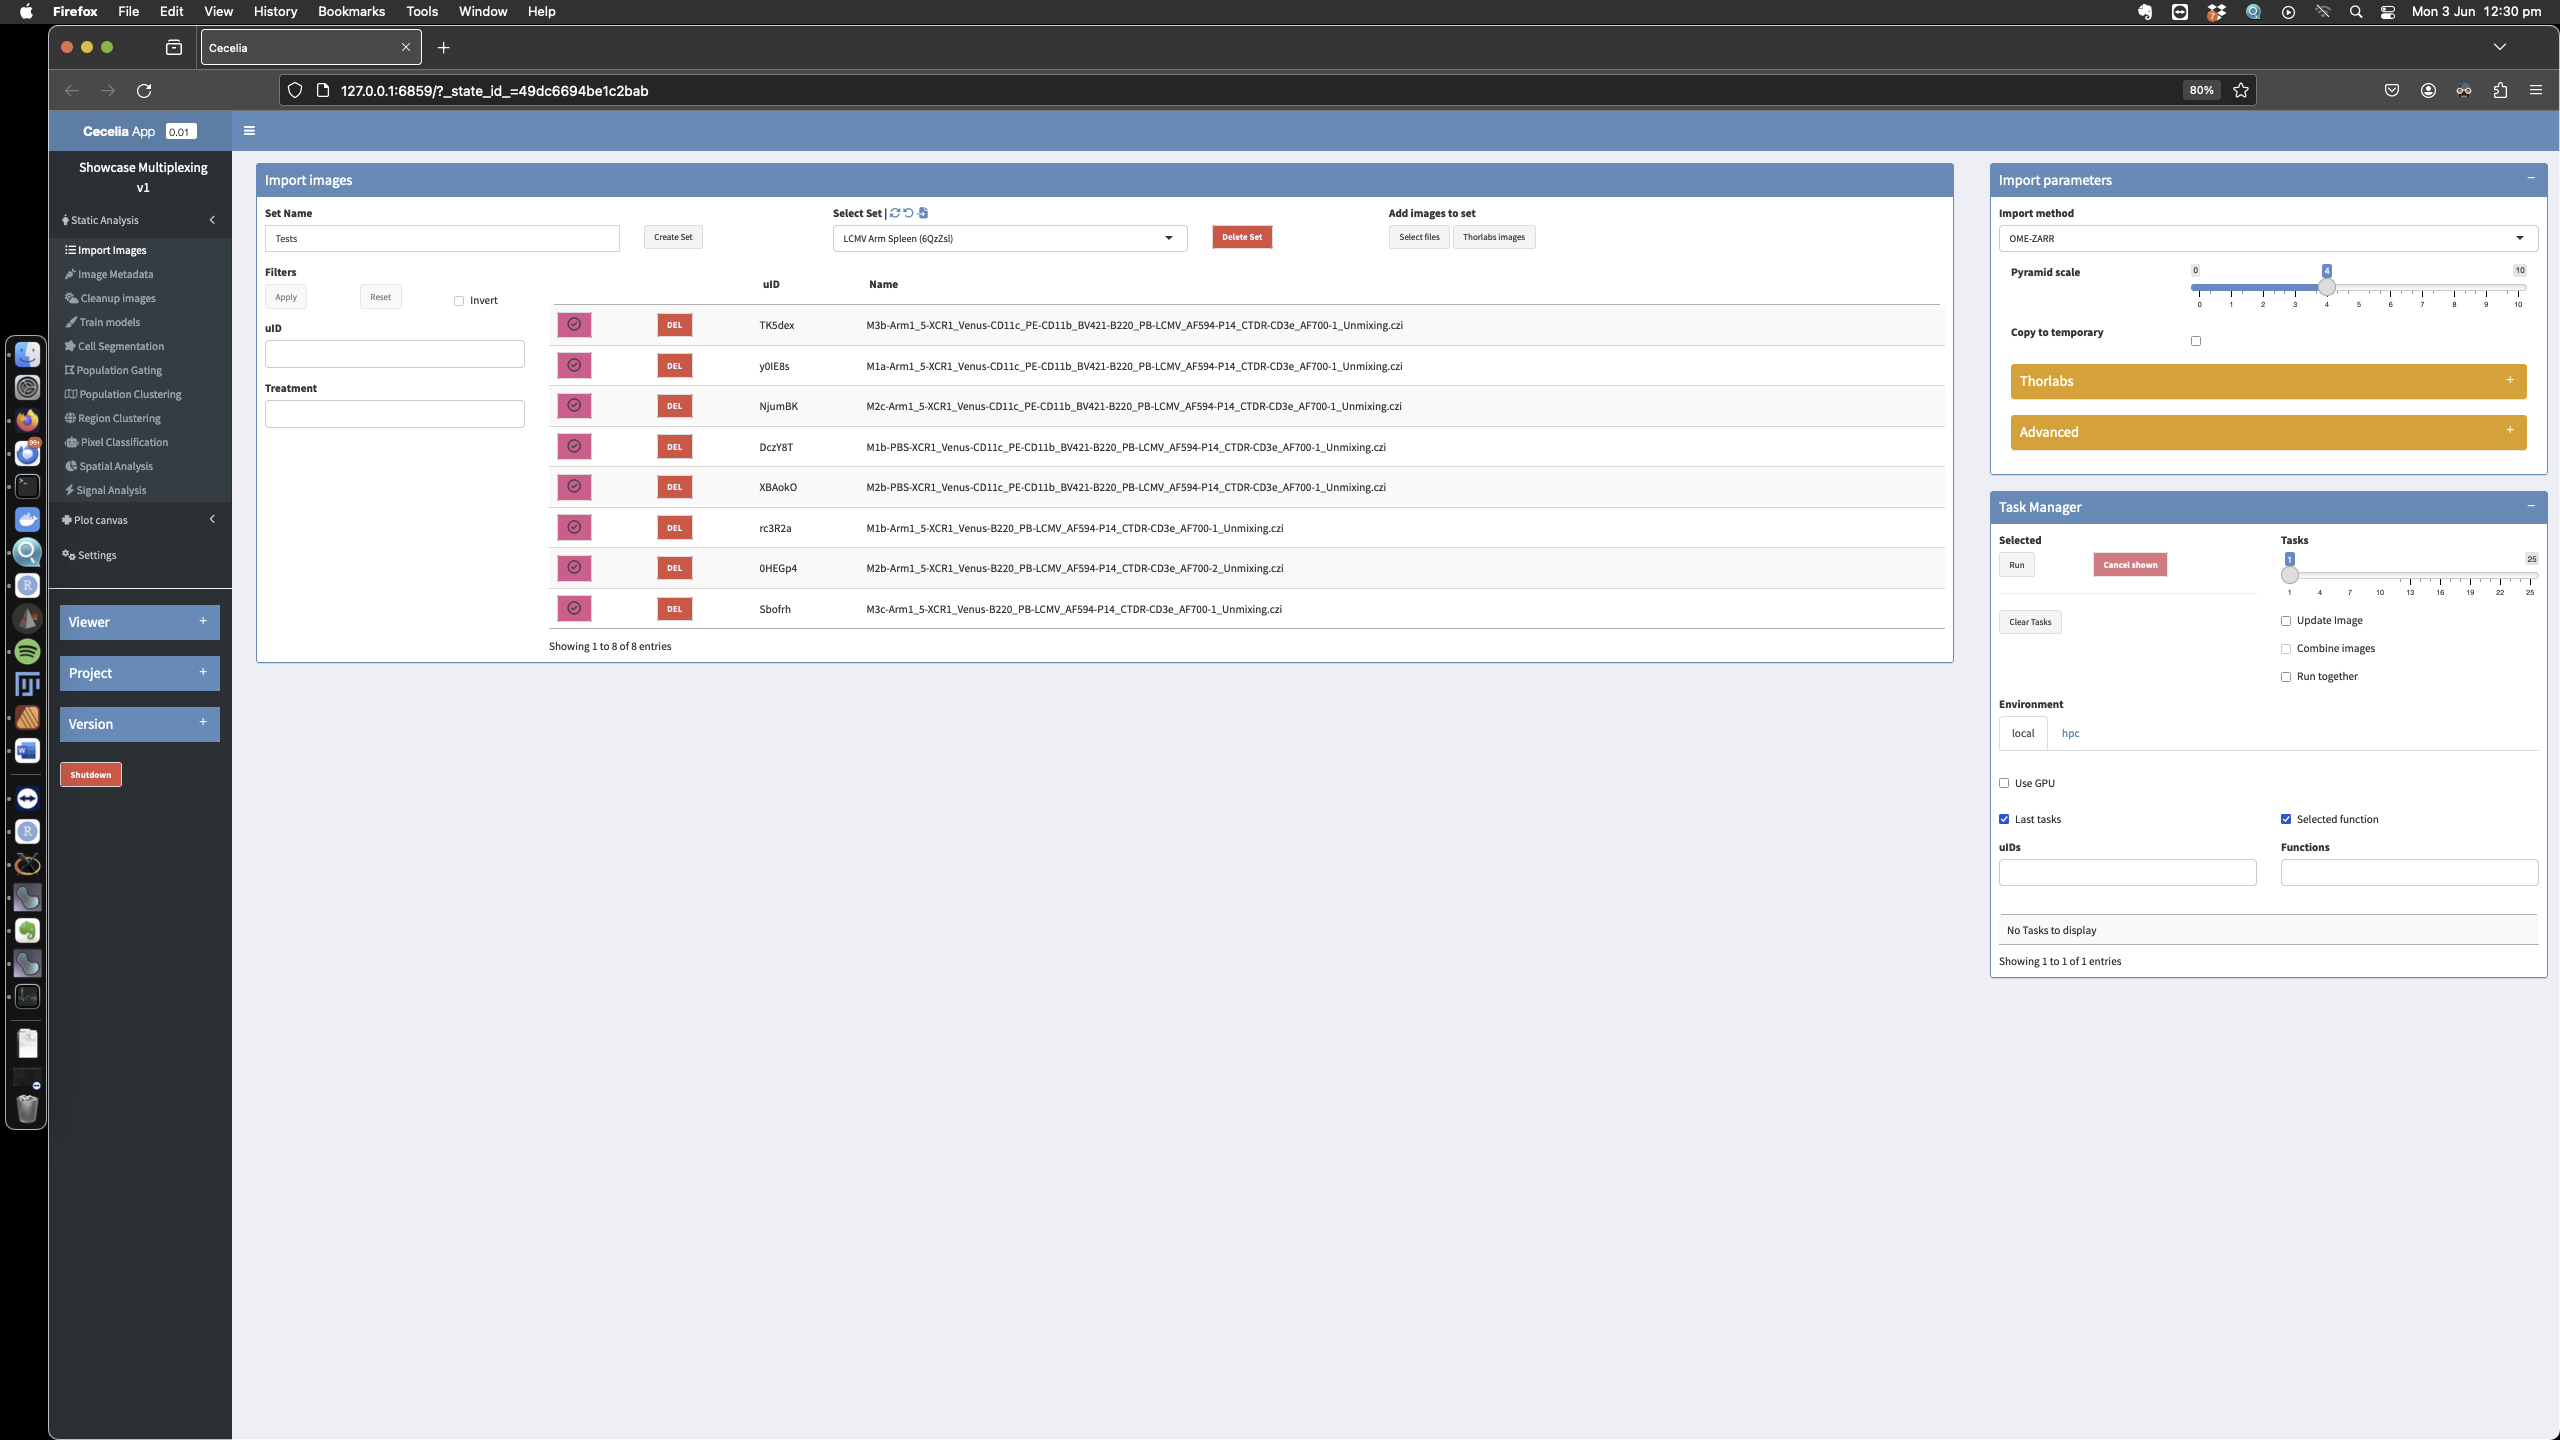 Firefox File Edit View History Bookmarks Tools Window Help Mon 3 Jun 12:30 pm
Cecelia
127.0.0.1:6859/?_state_id_=49dc6694be1c2bab 80%
Cecelia App 0.01
Showcase Multiplexing
v1
Static Analysis
Import Images
Image Metadata
Cleanup images
Train models
Cell Segmentation
Population Gating
Population Clustering
Region Clustering
Pixel Classification
Spatial Analysis
Signal Analysis
Plot canvas
Settings
Viewer +
Project +
Version +
Shutdown
99+
Import images
Set Name
Tests
Create Set
Select Set |
LCMV Arm Spleen (6QzZsl)
Delete Set
Add images to set
Select files Thorlabs images
Filters
Apply Reset Invert
uID
Treatment
uID Name
DEL TK5dex M3b-Arm1_5-XCR1_Venus-CD11c_PE-CD11b_BV421-B220_PB-LCMV_AF594-P14_CTDR-CD3e_AF700-1_Unmixing.czi
DEL y0IE8s M1a-Arm1_5-XCR1_Venus-CD11c_PE-CD11b_BV421-B220_PB-LCMV_AF594-P14_CTDR-CD3e_AF700-1_Unmixing.czi
DEL NjumBK M2c-Arm1_5-XCR1_Venus-CD11c_PE-CD11b_BV421-B220_PB-LCMV_AF594-P14_CTDR-CD3e_AF700-1_Unmixing.czi
DEL DczY8T M1b-PBS-XCR1_Venus-CD11c_PE-CD11b_BV421-B220_PB-LCMV_AF594-P14_CTDR-CD3e_AF700-1_Unmixing.czi
DEL XBAokO M2b-PBS-XCR1_Venus-CD11c_PE-CD11b_BV421-B220_PB-LCMV_AF594-P14_CTDR-CD3e_AF700-1_Unmixing.czi
DEL rc3R2a M1b-Arm1_5-XCR1_Venus-B220_PB-LCMV_AF594-P14_CTDR-CD3e_AF700-1_Unmixing.czi
DEL 0HEGp4 M2b-Arm1_5-XCR1_Venus-B220_PB-LCMV_AF594-P14_CTDR-CD3e_AF700-2_Unmixing.czi
DEL Sbofrh M3c-Arm1_5-XCR1_Venus-B220_PB-LCMV_AF594-P14_CTDR-CD3e_AF700-1_Unmixing.czi
Showing 1 to 8 of 8 entries
Import parameters −
Import method
OME-ZARR
Pyramid scale
0 4 10
0 1 2 3 4 5 6 7 8 9 10
Copy to temporary
Thorlabs +
Advanced +
Task Manager −
Selected
Run Cancel shown
Clear Tasks
Tasks
1 25
1 4 7 10 13 16 19 22 25
Update Image
Combine images
Run together
Environment
local hpc
Use GPU
Last tasks Selected function
uIDs Functions
No Tasks to display
Showing 1 to 1 of 1 entries